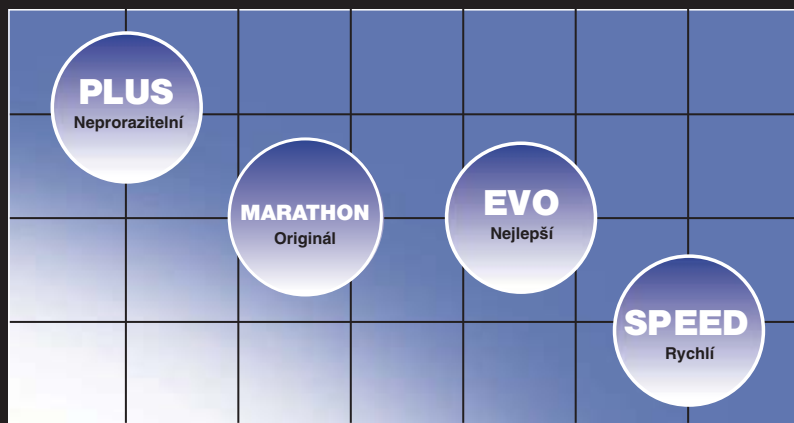 PLUS
Neprorazitelní
MARATHON
Originál
EVO
Nejlepší
SPEED
Rychlí